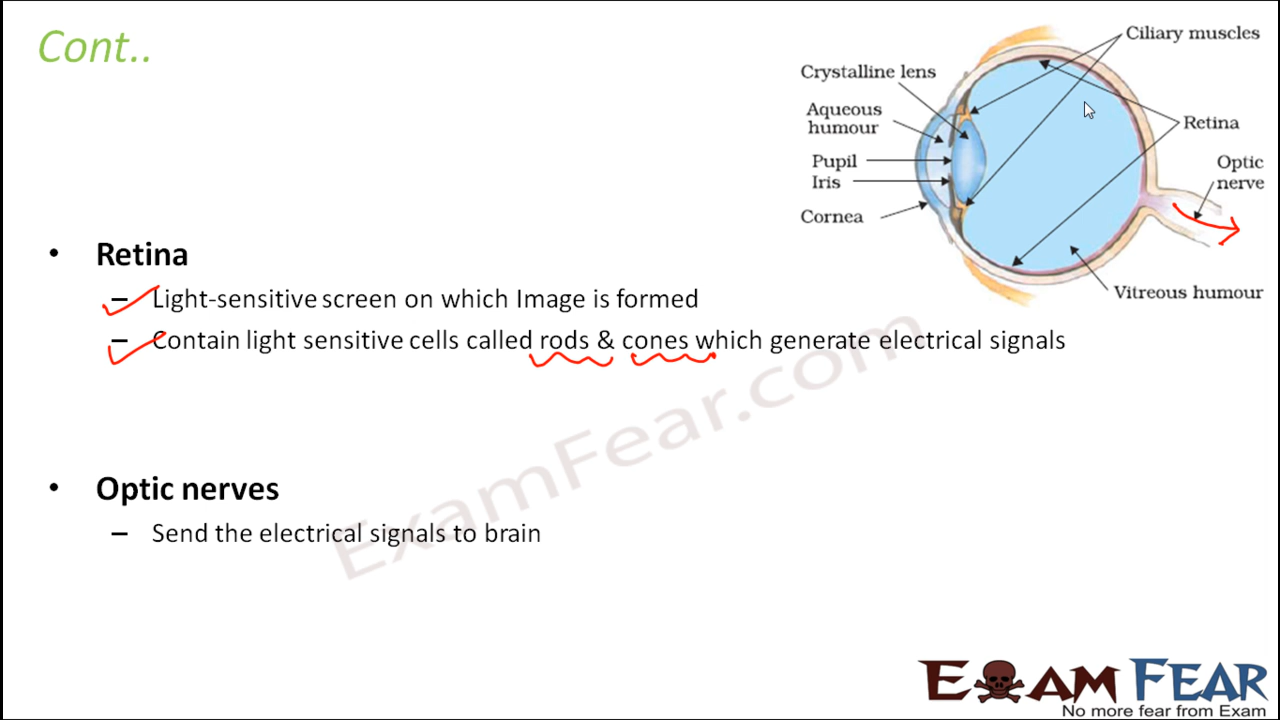 Cont..
Ciliary muscles
Crystalline lens
Aqueous
humour
Retina
Pupil
Optic
nerve
Iris
Cornea
Vitreous humour
• Retina
– Light-sensitive screen on which Image is formed
– Contain light sensitive cells called rods & cones which generate electrical signals
ExamFear.com
• Optic nerves
– Send the electrical signals to brain
EXAM FEAR
No more fear from Exam